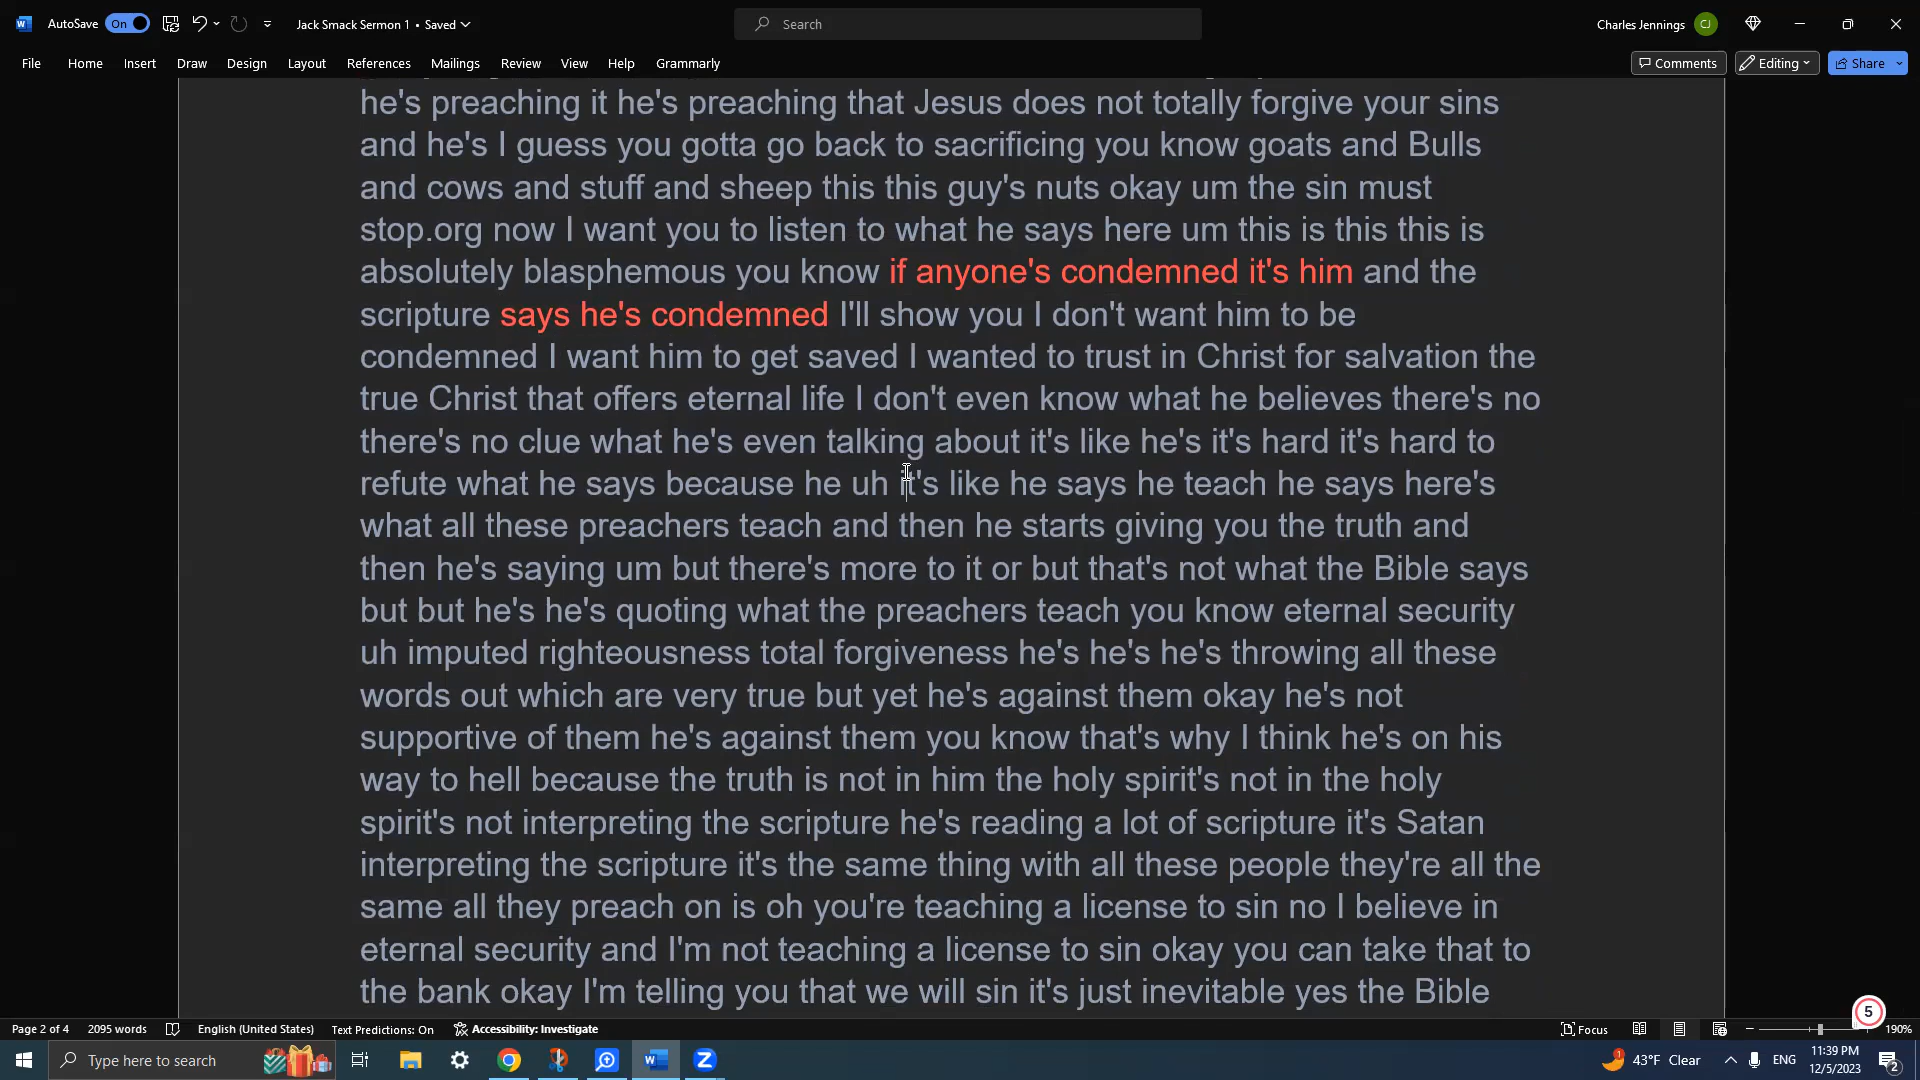 AutoSave On Jack Smack Sermon 1 • Saved Search Charles Jennings CJ
File Home Insert Draw Design Layout References Mailings Review View Help Grammarly Comments Editing Share
he's preaching it he's preaching that Jesus does not totally forgive your sins
and he's I guess you gotta go back to sacrificing you know goats and Bulls
and cows and stuff and sheep this this guy's nuts okay um the sin must
stop.org now I want you to listen to what he says here um this is this this is
absolutely blasphemous you know if anyone's condemned it's him and the
scripture says he's condemned I'll show you I don't want him to be
condemned I want him to get saved I wanted to trust in Christ for salvation the
true Christ that offers eternal life I don't even know what he believes there's no
there's no clue what he's even talking about it's like he's it's hard it's hard to
refute what he says because he uh it's like he says he teach he says here's
what all these preachers teach and then he starts giving you the truth and
then he's saying um but there's more to it or but that's not what the Bible says
but but he's he's quoting what the preachers teach you know eternal security
uh imputed righteousness total forgiveness he's he's he's throwing all these
words out which are very true but yet he's against them okay he's not
supportive of them he's against them you know that's why I think he's on his
way to hell because the truth is not in him the holy spirit's not in the holy
spirit's not interpreting the scripture he's reading a lot of scripture it's Satan
interpreting the scripture it's the same thing with all these people they're all the
same all they preach on is oh you're teaching a license to sin no I believe in
eternal security and I'm not teaching a license to sin okay you can take that to
the bank okay I'm telling you that we will sin it's just inevitable yes the Bible
5
Page 2 of 4 2095 words English (United States) Text Predictions: On Accessibility: Investigate Focus 190%
Type here to search 1 43°F Clear ENG 11:39 PM
12/5/2023 2